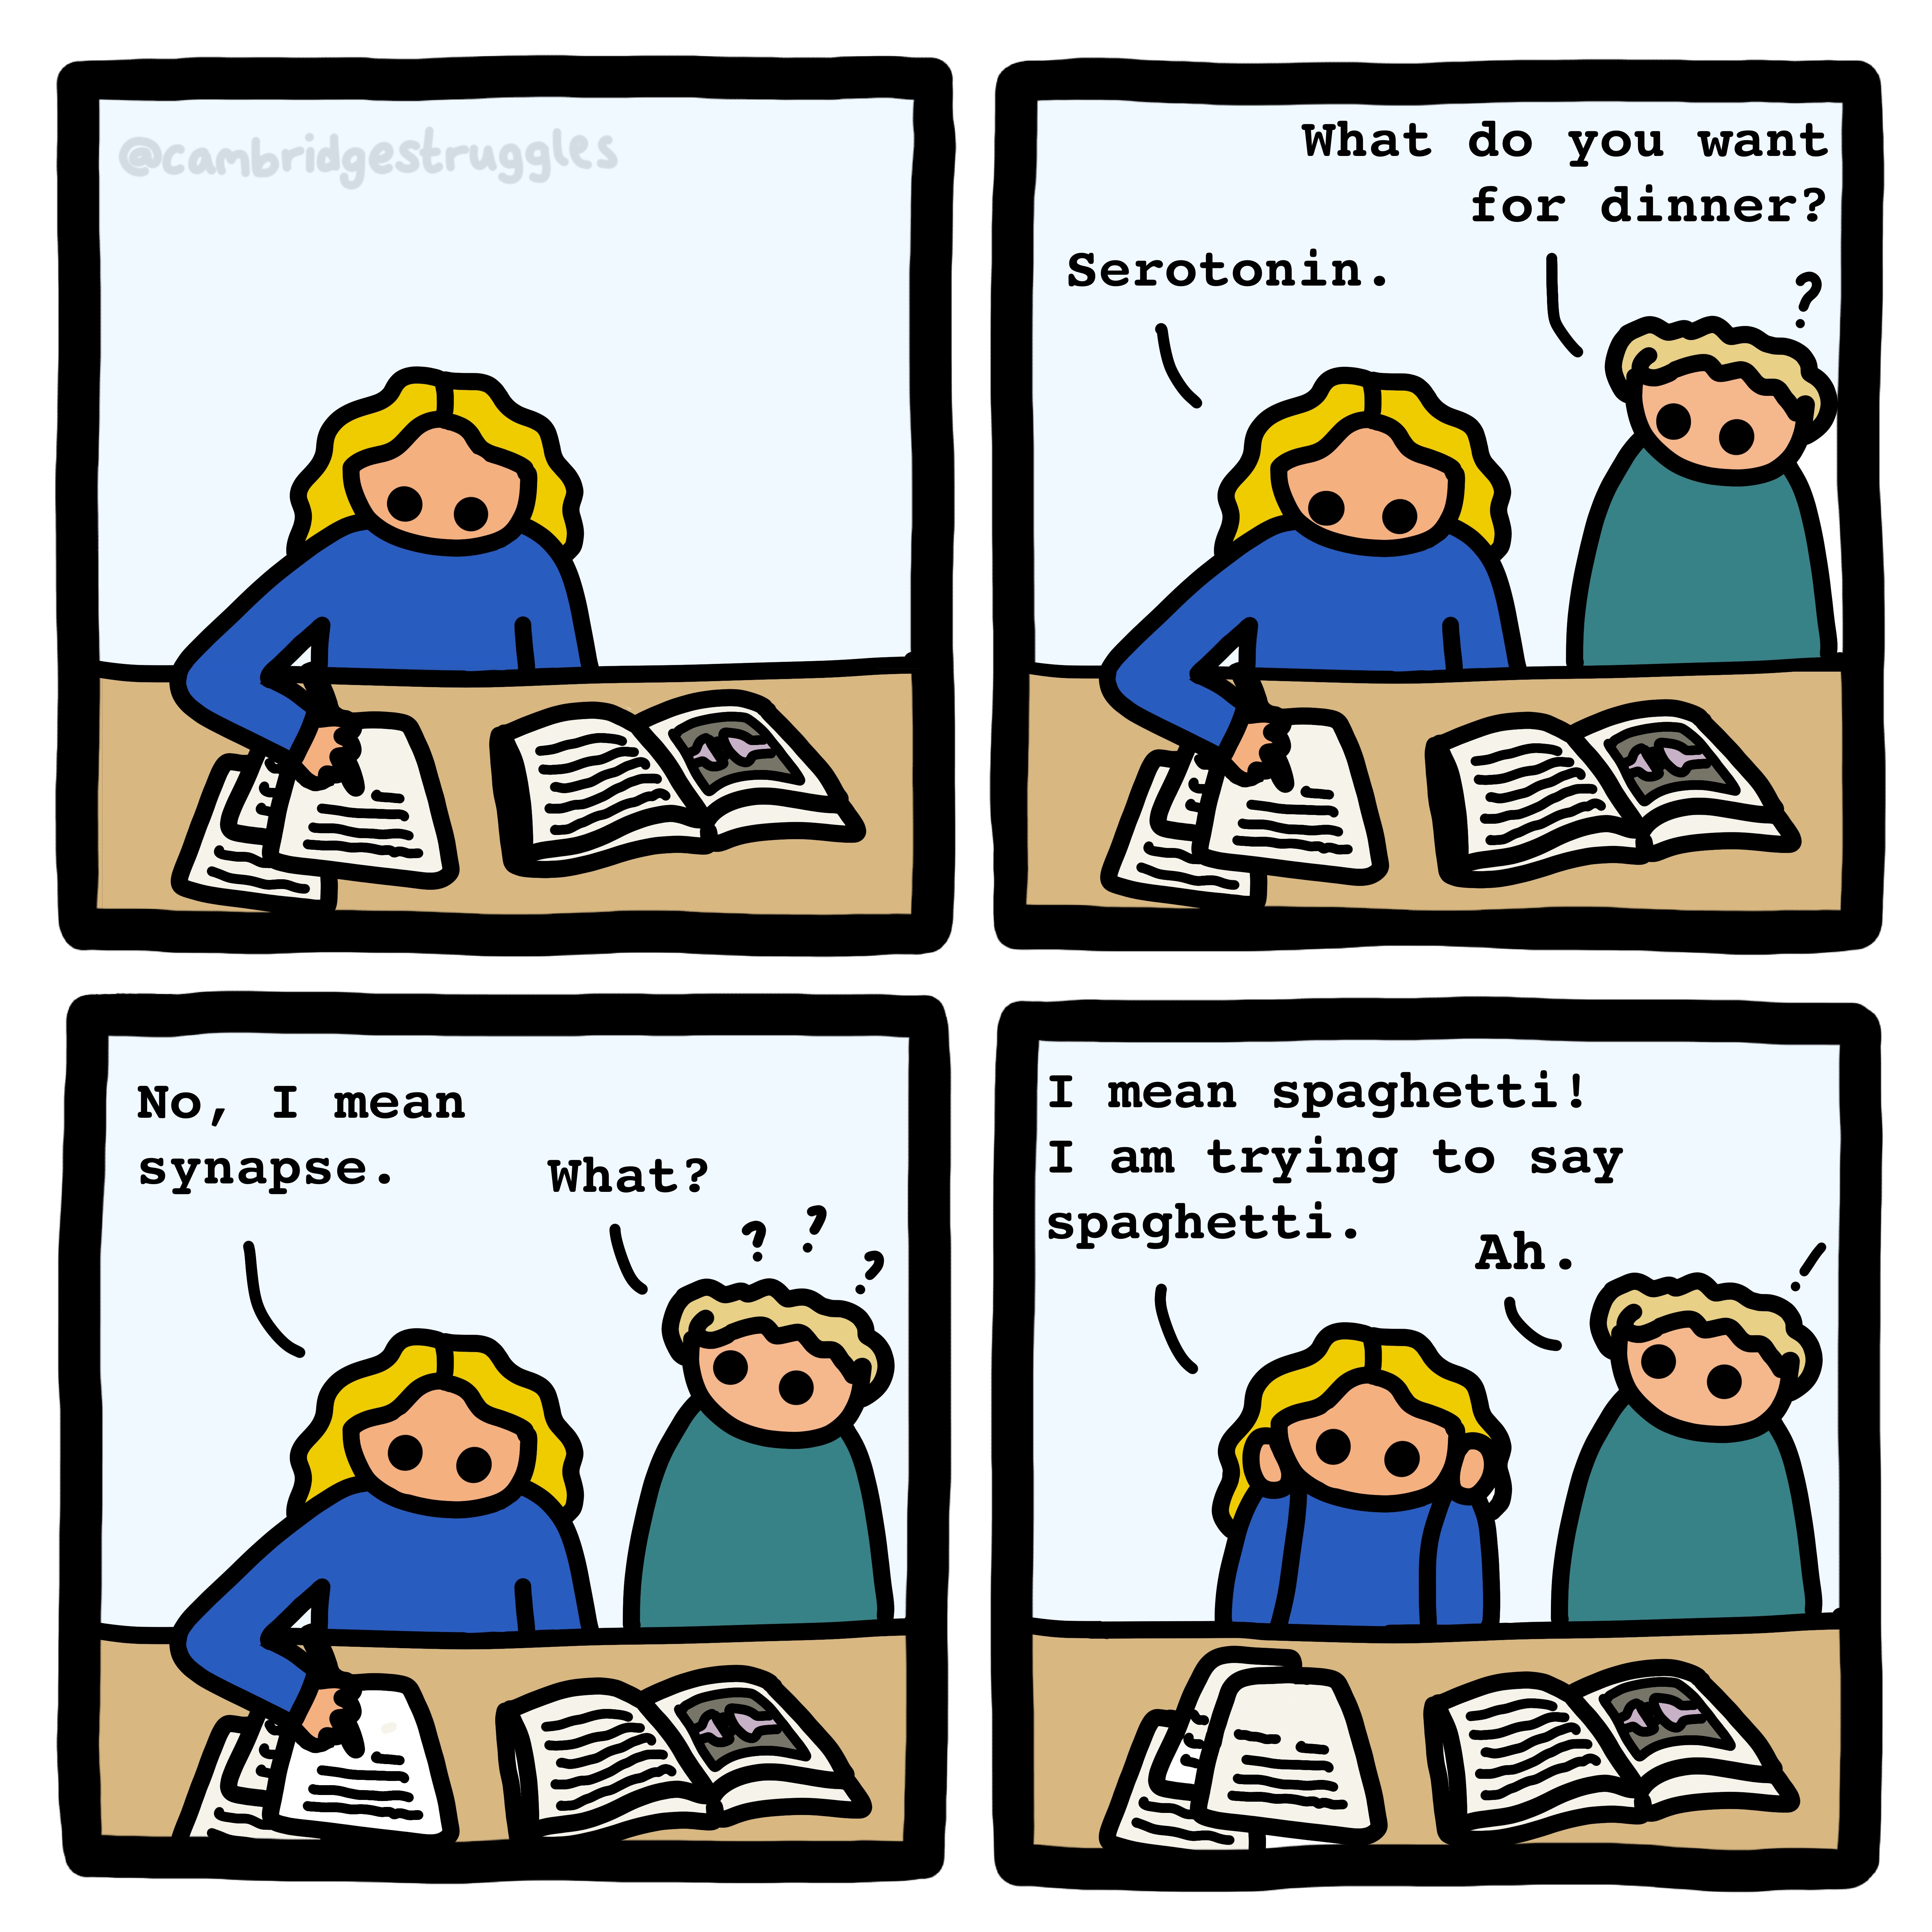 @cambridgestruggles
What do you want
for dinner?
Serotonin.
?
No, I mean
synapse.
What?
? ? ?
I mean spaghetti!
I am trying to say
spaghetti.
Ah.
!